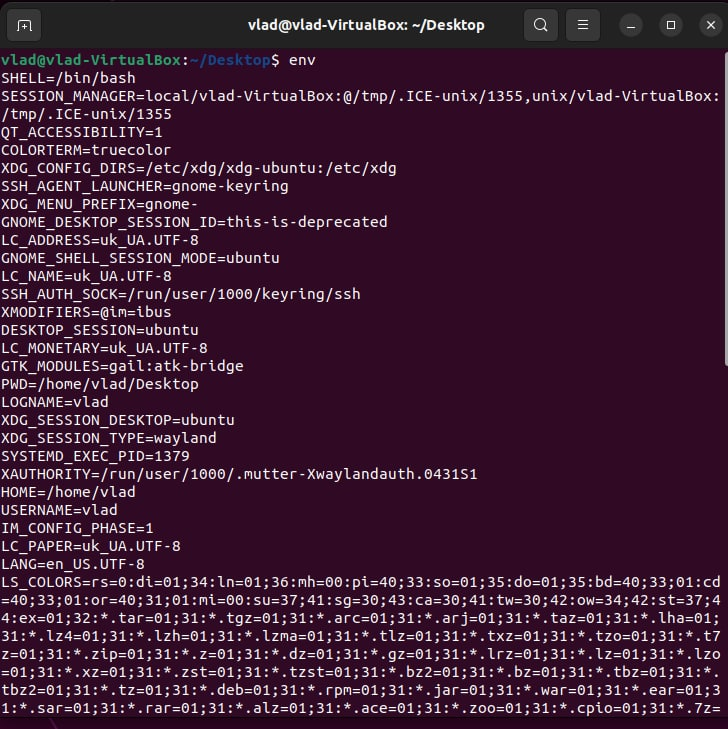 vlad@vlad-VirtualBox: ~/Desktop
vlad@vlad-VirtualBox:~/Desktop$ env
SHELL=/bin/bash
SESSION_MANAGER=local/vlad-VirtualBox:@/tmp/.ICE-unix/1355,unix/vlad-VirtualBox:
/tmp/.ICE-unix/1355
QT_ACCESSIBILITY=1
COLORTERM=truecolor
XDG_CONFIG_DIRS=/etc/xdg/xdg-ubuntu:/etc/xdg
SSH_AGENT_LAUNCHER=gnome-keyring
XDG_MENU_PREFIX=gnome-
GNOME_DESKTOP_SESSION_ID=this-is-deprecated
LC_ADDRESS=uk_UA.UTF-8
GNOME_SHELL_SESSION_MODE=ubuntu
LC_NAME=uk_UA.UTF-8
SSH_AUTH_SOCK=/run/user/1000/keyring/ssh
XMODIFIERS=@im=ibus
DESKTOP_SESSION=ubuntu
LC_MONETARY=uk_UA.UTF-8
GTK_MODULES=gail:atk-bridge
PWD=/home/vlad/Desktop
LOGNAME=vlad
XDG_SESSION_DESKTOP=ubuntu
XDG_SESSION_TYPE=wayland
SYSTEMD_EXEC_PID=1379
XAUTHORITY=/run/user/1000/.mutter-Xwaylandauth.0431S1
HOME=/home/vlad
USERNAME=vlad
IM_CONFIG_PHASE=1
LC_PAPER=uk_UA.UTF-8
LANG=en_US.UTF-8
LS_COLORS=rs=0:di=01;34:ln=01;36:mh=00:pi=40;33:so=01;35:do=01;35:bd=40;33;01:cd
=40;33;01:or=40;31;01:mi=00:su=37;41:sg=30;43:ca=30;41:tw=30;42:ow=34;42:st=37;4
4:ex=01;32:*.tar=01;31:*.tgz=01;31:*.arc=01;31:*.arj=01;31:*.taz=01;31:*.lha=01;
31:*.lz4=01;31:*.lzh=01;31:*.lzma=01;31:*.tlz=01;31:*.txz=01;31:*.tzo=01;31:*.t7
z=01;31:*.zip=01;31:*.z=01;31:*.dz=01;31:*.gz=01;31:*.lrz=01;31:*.lz=01;31:*.lzo
=01;31:*.xz=01;31:*.zst=01;31:*.tzst=01;31:*.bz2=01;31:*.bz=01;31:*.tbz=01;31:*.
tbz2=01;31:*.tz=01;31:*.deb=01;31:*.rpm=01;31:*.jar=01;31:*.war=01;31:*.ear=01;3
1:*.sar=01;31:*.rar=01;31:*.alz=01;31:*.ace=01;31:*.zoo=01;31:*.cpio=01;31:*.7z=